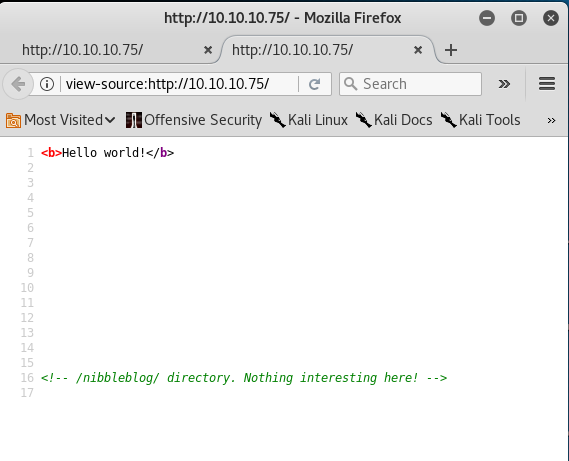 http://10.10.10.75/ - Mozilla Firefox
http://10.10.10.75/ × http://10.10.10.75/ × +
view-source:http://10.10.10.75/ Search »
Most Visited Offensive Security Kali Linux Kali Docs Kali Tools »
1 <b>Hello world!</b>
2
3
4
5
6
7
8
9
10
11
12
13
14
15
16 <!-- /nibbleblog/ directory. Nothing interesting here! -->
17